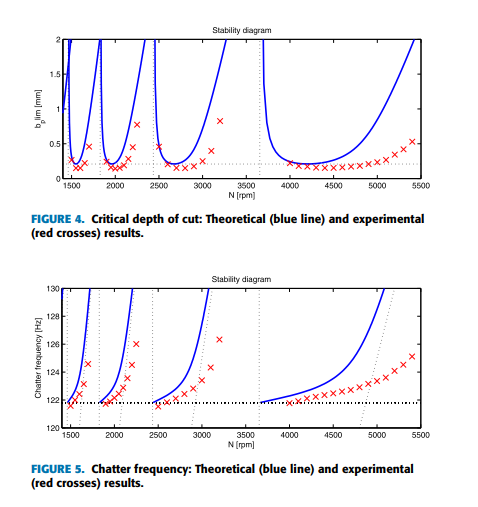 Stability diagram
2
1.5
1
0.5
0
b_p lim [mm]
1500 2000 2500 3000 3500 4000 4500 5000 5500
N [rpm]
FIGURE 4. Critical depth of cut: Theoretical (blue line) and experimental
(red crosses) results.
Stability diagram
130
128
126
124
122
120
Chatter frequency [Hz]
1500 2000 2500 3000 3500 4000 4500 5000 5500
N [rpm]
FIGURE 5. Chatter frequency: Theoretical (blue line) and experimental
(red crosses) results.